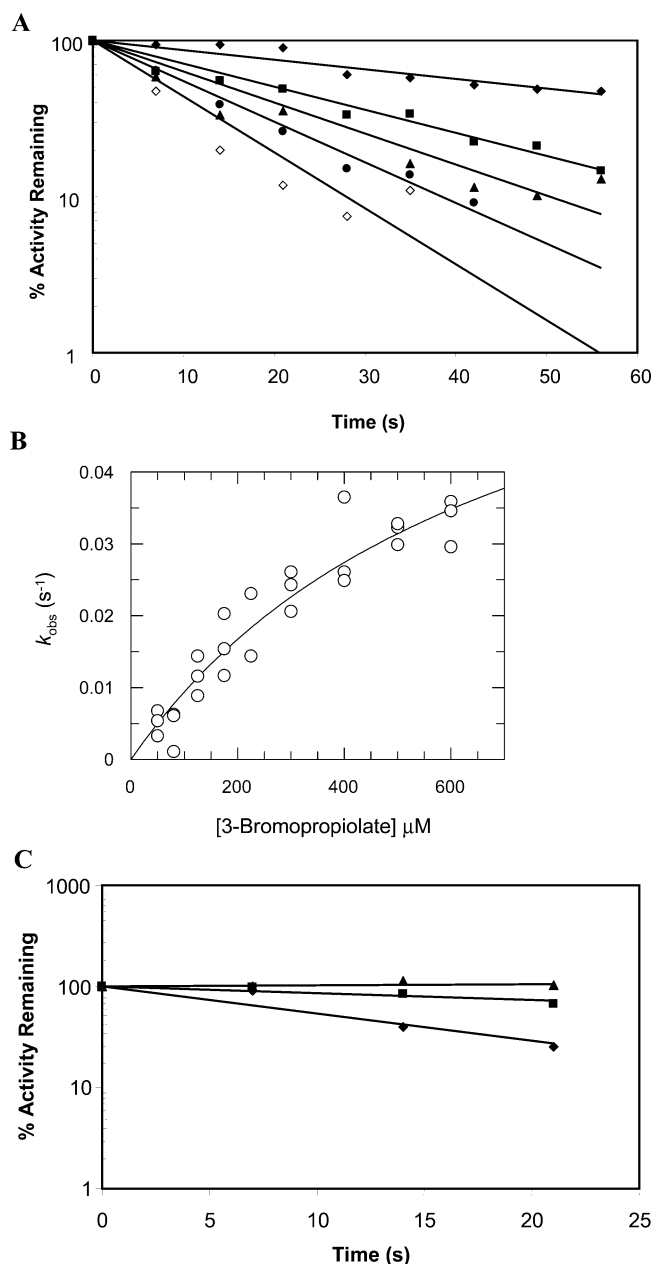 A
% Activity Remaining
100
10
1
0 10 20 30 40 50 60
Time (s)
B
kobs (s-1)
0.04
0.03
0.02
0.01
0
0 200 400 600
[3-Bromopropiolate] μM
C
% Activity Remaining
1000
100
10
1
0 5 10 15 20 25
Time (s)